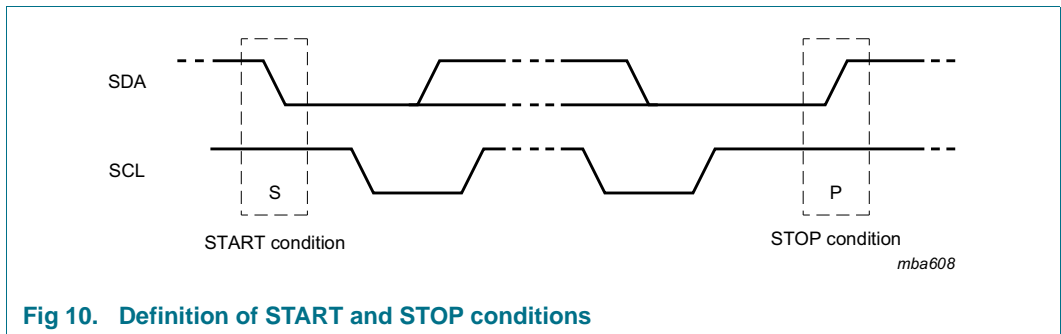 SDA
SCL
S
P
START condition
STOP condition
mba608
Fig 10. Definition of START and STOP conditions